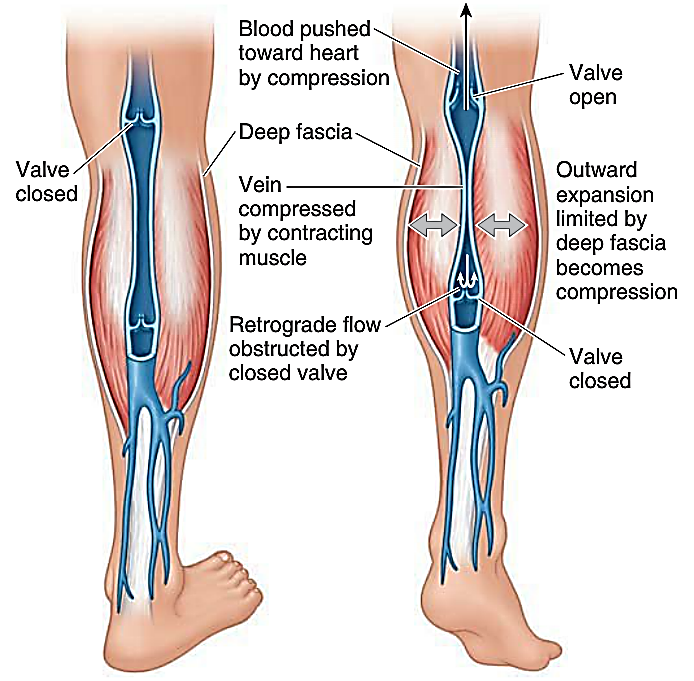 Blood pushed
toward heart
by compression
Valve
open
Deep fascia
Valve
closed
Vein
compressed
by contracting
muscle
Outward
expansion
limited by
deep fascia
becomes
compression
Retrograde flow
obstructed by
closed valve
Valve
closed